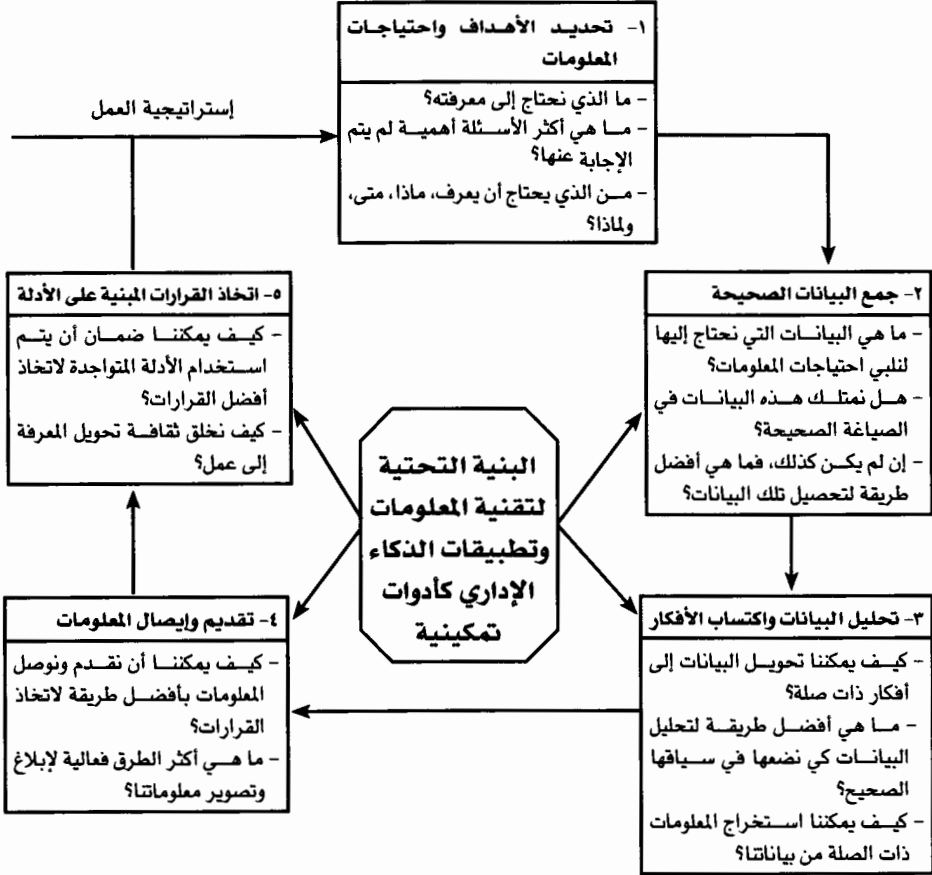 ١- تحديد الأهداف واحتياجات
المعلومات
- ما الذي نحتاج إلى معرفته؟
- ما هي أكثر الأسئلة أهمية لم يتم
الإجابة عنها؟
- من الذي يحتاج أن يعرف، ماذا، متى،
ولماذا؟
إستراتيجية العمل
٢- جمع البيانات الصحيحة
- ما هي البيانات التي نحتاج إليها
لنلبي احتياجات المعلومات؟
- هل نمتلك هذه البيانات في
الصياغة الصحيحة؟
- إن لم يكن كذلك، فما هي أفضل
طريقة لتحصيل تلك البيانات؟
٥- اتخاذ القرارات المبنية على الأدلة
- كيف يمكننا ضمان أن يتم
استخدام الأدلة المتواجدة لاتخاذ
أفضل القرارات؟
- كيف نخلق ثقافة تحويل المعرفة
إلى عمل؟
البنية التحتية
لتقنية المعلومات
وتطبيقات الذكاء
الإداري كأدوات
تمكينية
٣- تحليل البيانات واكتساب الأفكار
- كيف يمكننا تحويل البيانات إلى
أفكار ذات صلة؟
- ما هي أفضل طريقة لتحليل
البيانات كي نضعها في سياقها
الصحيح؟
- كيف يمكننا استخراج المعلومات
ذات الصلة من بياناتنا؟
٤- تقديم وإيصال المعلومات
- كيف يمكننا أن نقدم ونوصل
المعلومات بأفضل طريقة لاتخاذ
القرارات؟
- ما هي أكثر الطرق فعالية لإبلاغ
وتصوير معلوماتنا؟